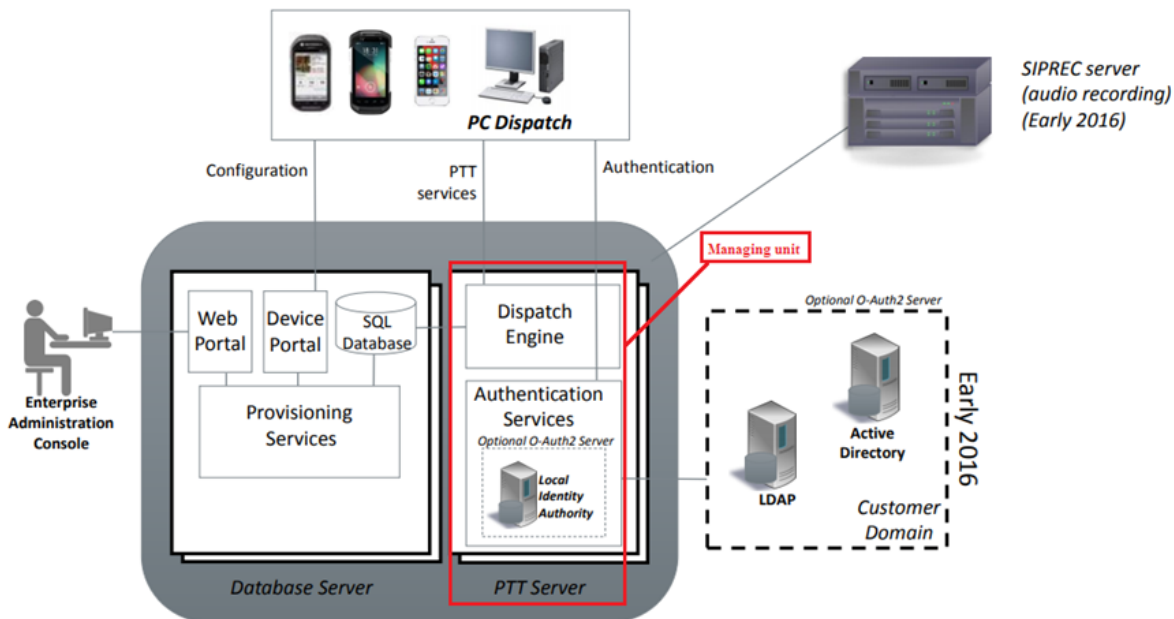 PC Dispatch
SIPREC server
(audio recording)
(Early 2016)
Configuration
PTT
services
Authentication
Managing unit
Web
Portal
Device
Portal
SQL
Database
Dispatch
Engine
Provisioning
Services
Authentication
Services
Optional O-Auth2 Server
Local
Identity
Authority
Enterprise
Administration
Console
Optional O-Auth2 Server
Active
Directory
LDAP
Customer
Domain
Early 2016
Database Server
PTT Server